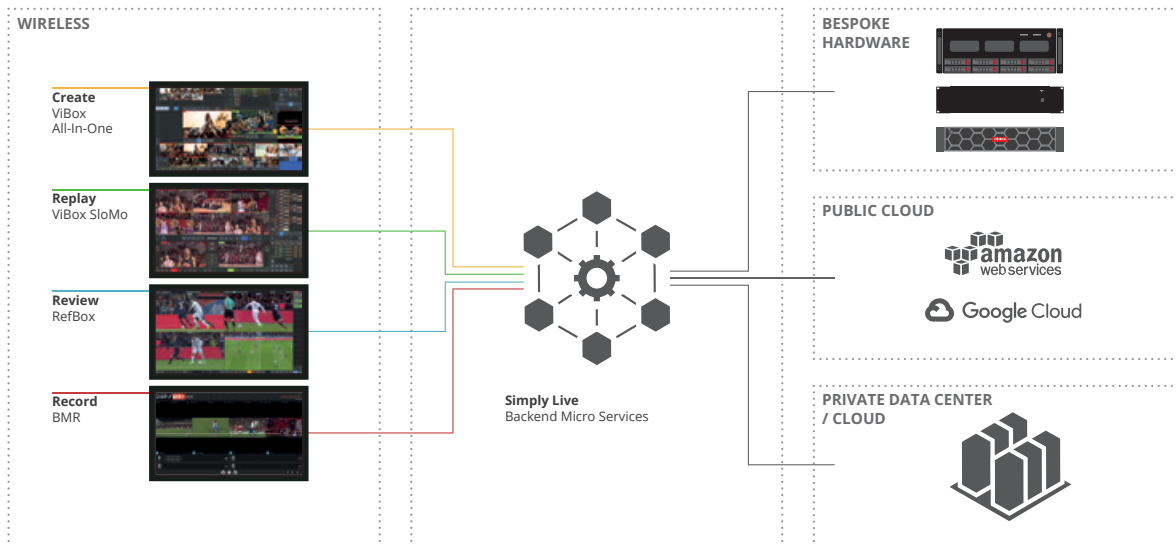 WIRELESS
Create
ViBox
All-In-One
Replay
ViBox SloMo
Review
RefBox
Record
BMR
Simply Live
Backend Micro Services
BESPOKE
HARDWARE
PUBLIC CLOUD
amazon
web services
Google Cloud
PRIVATE DATA CENTER
/ CLOUD